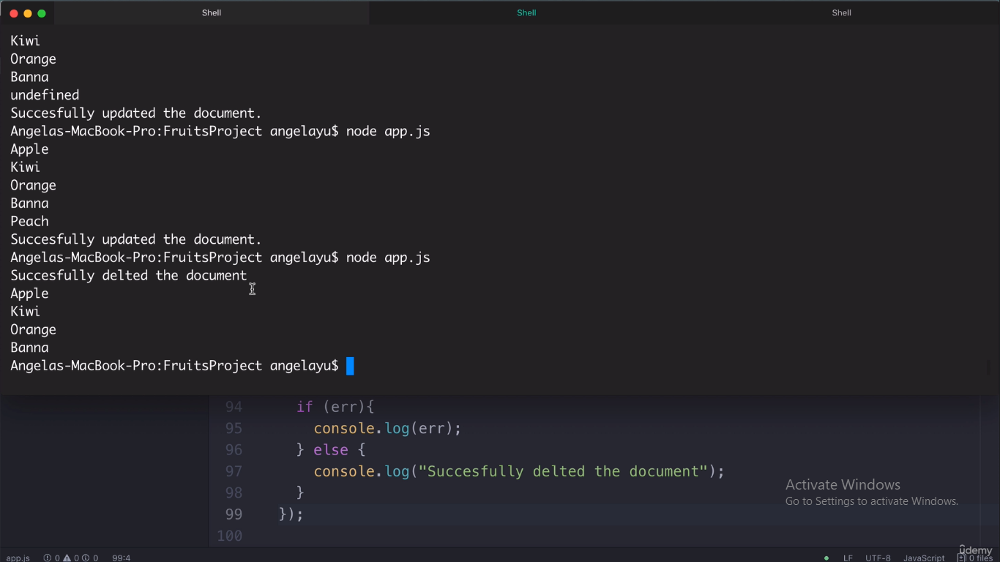 Shell Shell Shell
Kiwi
Orange
Banna
undefined
Succesfully updated the document.
Angelas-MacBook-Pro:FruitsProject angelayu$ node app.js
Apple
Kiwi
Orange
Banna
Peach
Succesfully updated the document.
Angelas-MacBook-Pro:FruitsProject angelayu$ node app.js
Succesfully delted the document
Apple
Kiwi
Orange
Banna
Angelas-MacBook-Pro:FruitsProject angelayu$
94 if (err){
95 console.log(err);
96 } else {
97 console.log("Succesfully delted the document");
98 }
99 });
100
Activate Windows
Go to Settings to activate Windows.
ûdemy
app.js 0 0 0 99:4 LF UTF-8 JavaScript 0 files